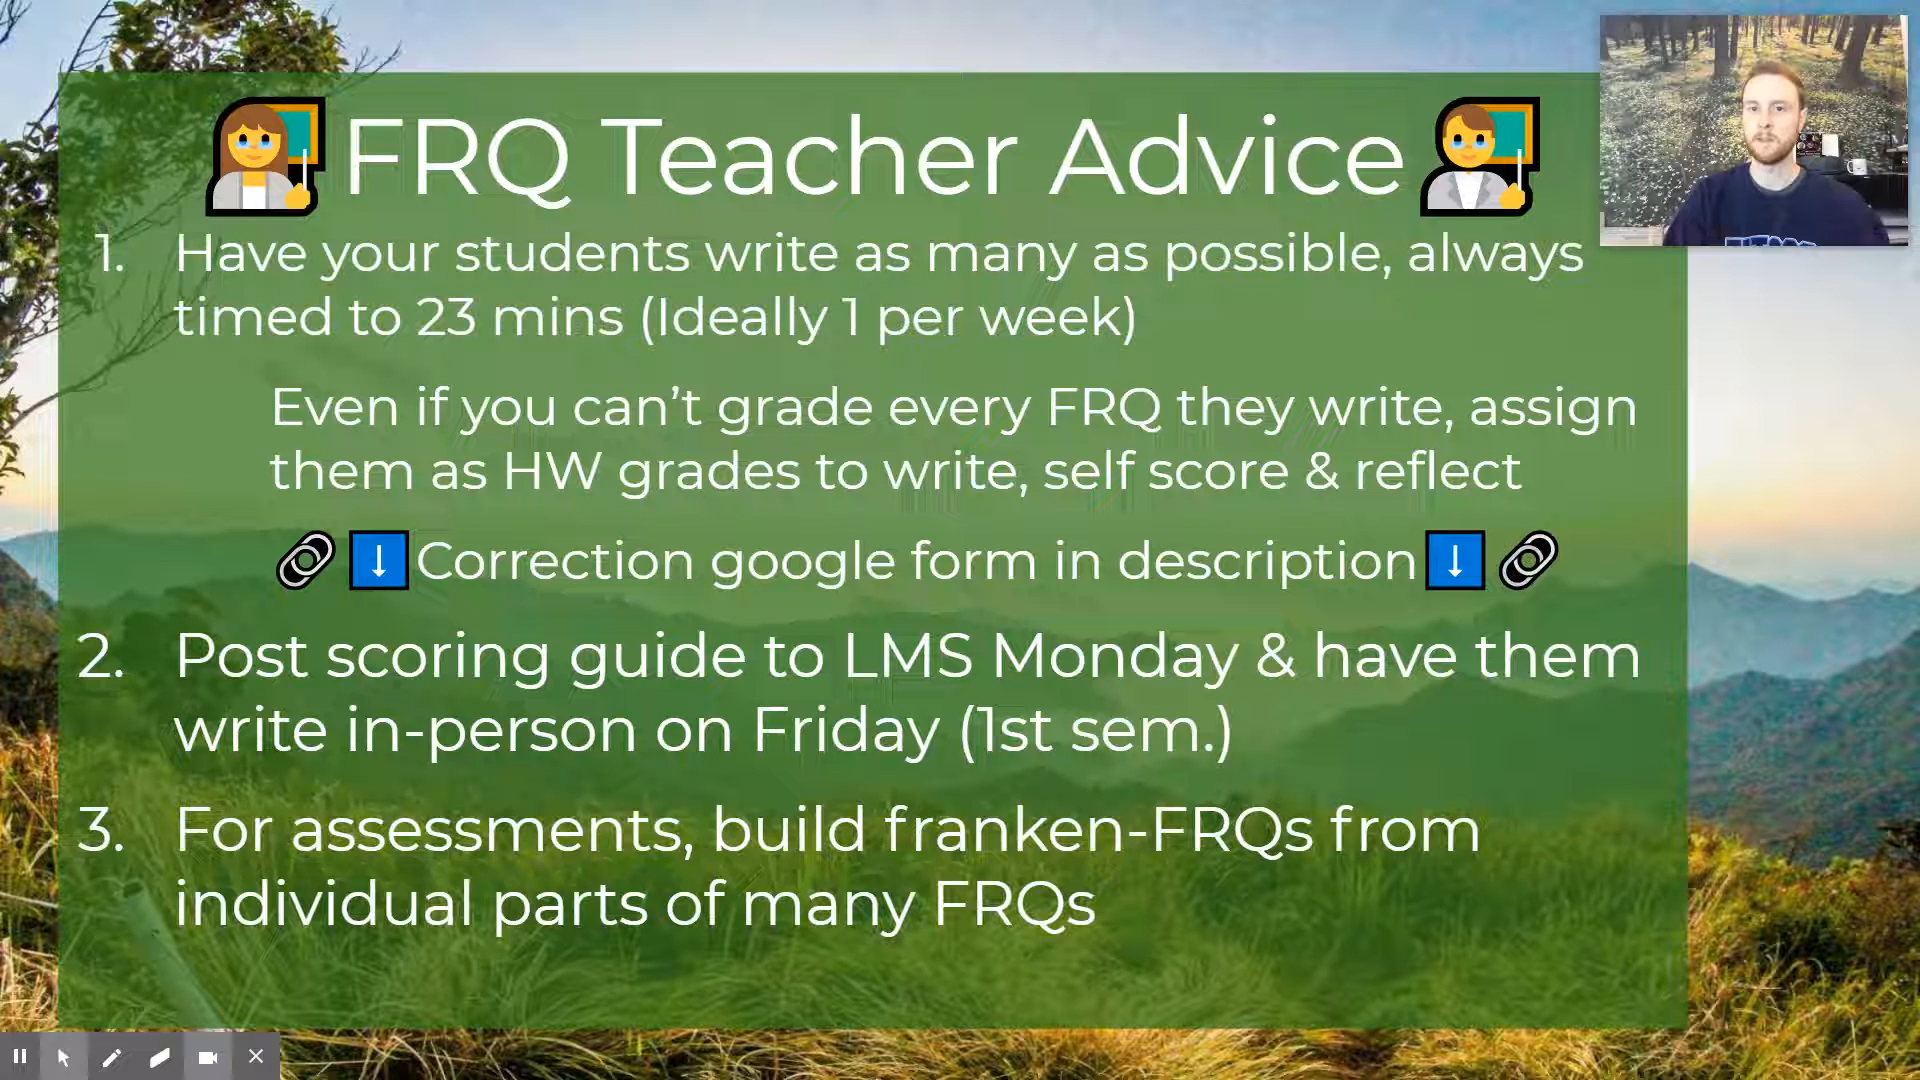 FRQ Teacher Advice
1. Have your students write as many as possible, always
timed to 23 mins (Ideally 1 per week)
Even if you can’t grade every FRQ they write, assign
them as HW grades to write, self score & reflect
Correction google form in description
2. Post scoring guide to LMS Monday & have them
write in-person on Friday (1st sem.)
3. For assessments, build franken-FRQs from
individual parts of many FRQs